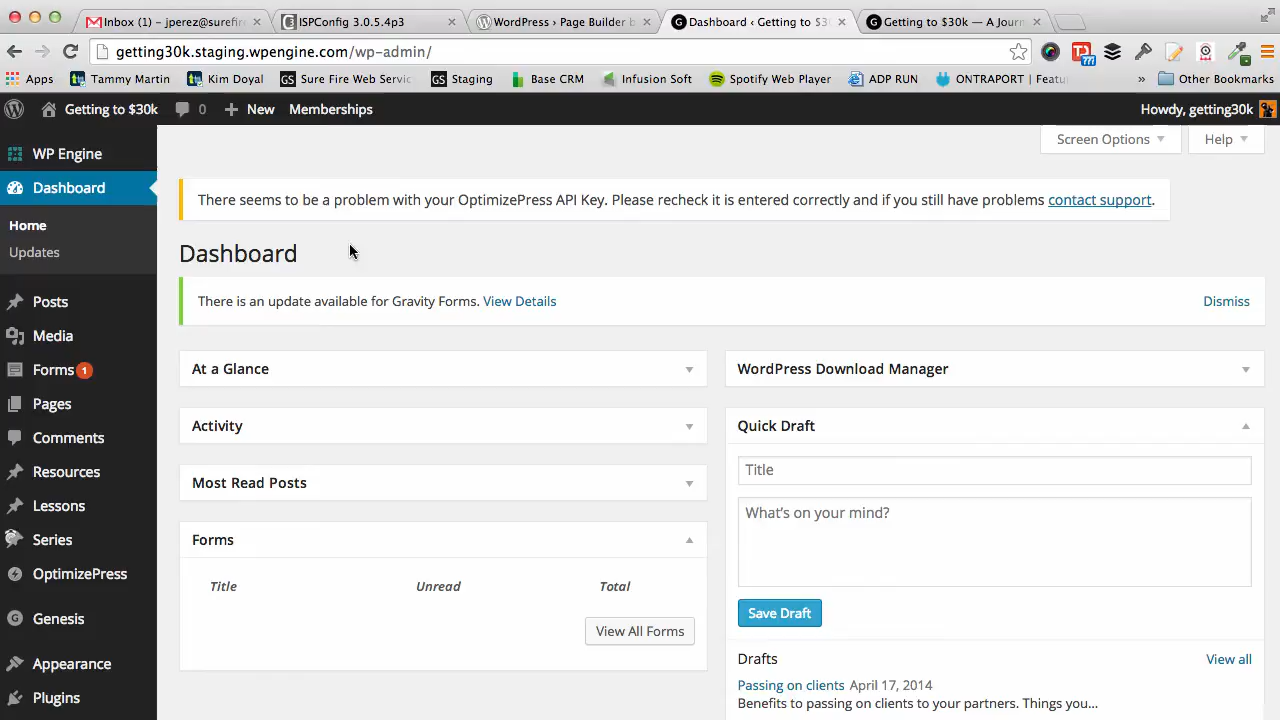 Inbox (1) – jperez@surefir
ISPConfig 3.0.5.4p3
WordPress › Page Builder b
Dashboard ‹ Getting to $30
Getting to $30k — A Journ
getting30k.staging.wpengine.com/wp-admin/
Apps
Tammy Martin
Kim Doyal
Sure Fire Web Servic
Staging
Base CRM
Infusion Soft
Spotify Web Player
AD RUN
ONTRAPORT | Featu
»
Other Bookmarks
Getting to $30k
0
New
Memberships
Howdy, getting30k
Screen Options
Help
WP Engine
Dashboard
Home
Updates
Posts
Media
Forms 1
Pages
Comments
Resources
Lessons
Series
OptimizePress
Genesis
Appearance
Plugins
There seems to be a problem with your OptimizePress API Key. Please recheck it is entered correctly and if you still have problems contact support.
Dashboard
There is an update available for Gravity Forms. View Details
Dismiss
At a Glance
Activity
Most Read Posts
Forms
Title Unread Total
View All Forms
WordPress Download Manager
Quick Draft
Title
What's on your mind?
Save Draft
Drafts
View all
Passing on clients April 17, 2014
Benefits to passing on clients to your partners. Things you...